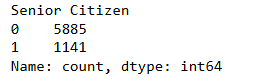 Senior Citizen
0    5885
1    1141
Name: count, dtype: int64